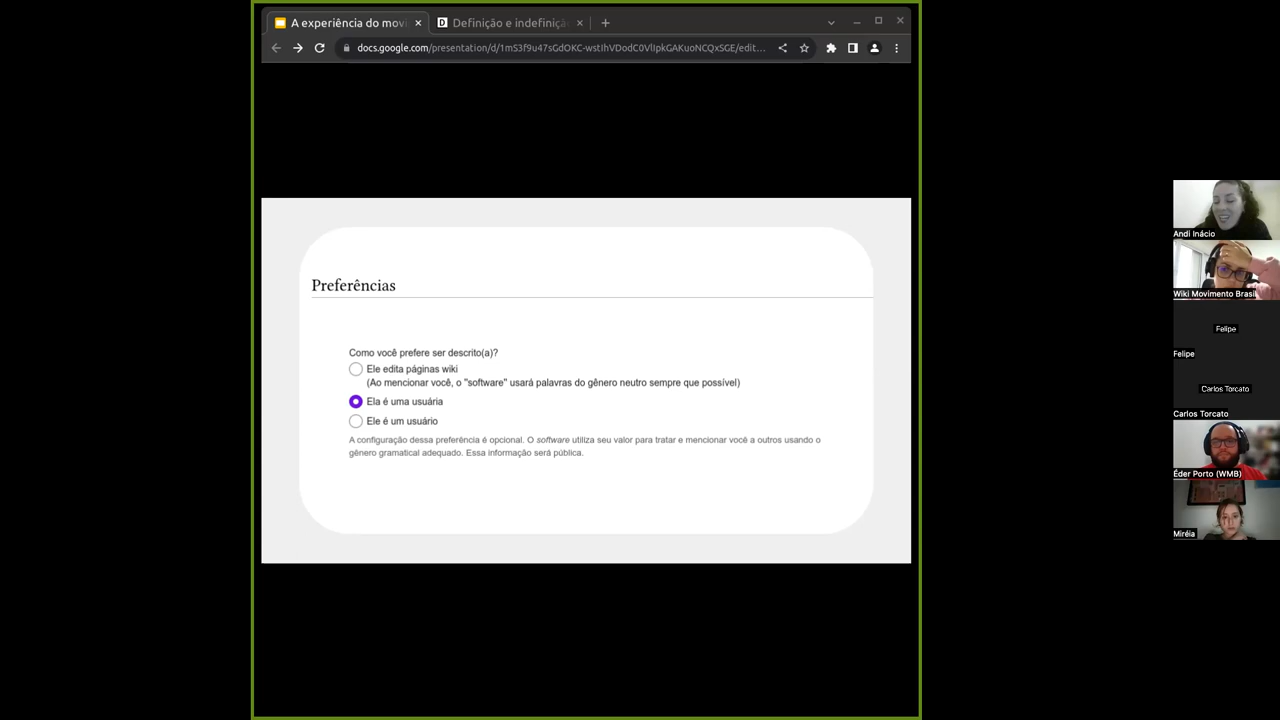 A experiência do movi
Definição e indefiniçã
docs.google.com/presentation/d/1mS3f9u47sGdOKC-wstIhVDodC0VlIpkGAKuoNCQxSGE/edit...
Preferências
Como você prefere ser descrito(a)?
Ele edita páginas wiki
(Ao mencionar você, o "software" usará palavras do gênero neutro sempre que possível)
Ela é uma usuária
Ele é um usuário
A configuração dessa preferência é opcional. O software utiliza seu valor para tratar e mencionar você a outros usando o
gênero gramatical adequado. Essa informação será pública.
Andi Inácio
Wiki Movimento Brasil
Felipe
Felipe
Carlos Torcato
Carlos Torcato
Éder Porto (WMB)
Miréia